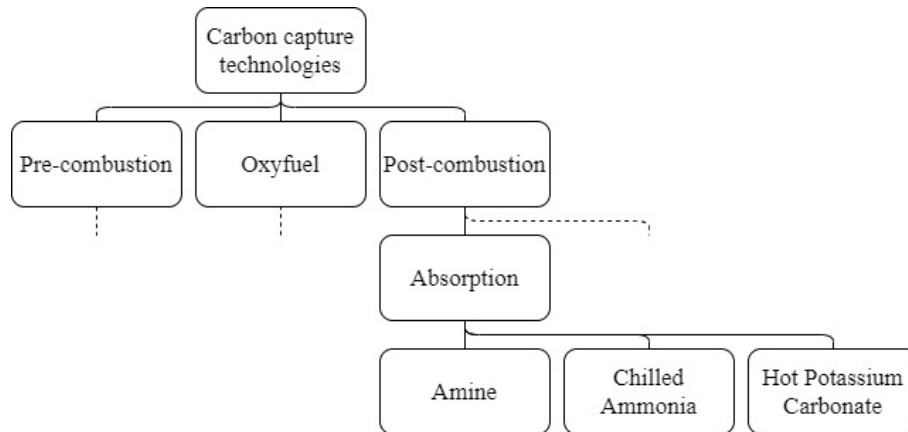 Carbon capture
technologies
Pre-combustion
Oxyfuel
Post-combustion
Absorption
Amine
Chilled
Ammonia
Hot Potassium
Carbonate